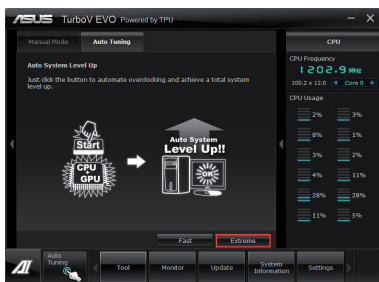 ASUS TurboV EVO Powered by TPU
Manual Mode Auto Tuning
Auto System Level Up
Just click the button to automate overclocking and achieve a total system
level up.
Start
CPU
GPU
Auto System
Level Up!!
OK
Fast Extreme
CPU
CPU Frequency
1202.9 MHz
100.2 x 12.0 Core 0
CPU Usage
2% 3%
8% 1%
3% 2%
4% 11%
28% 28%
11% 5%
AII
Auto
Tuning
Tool Monitor Update System
Information Settings